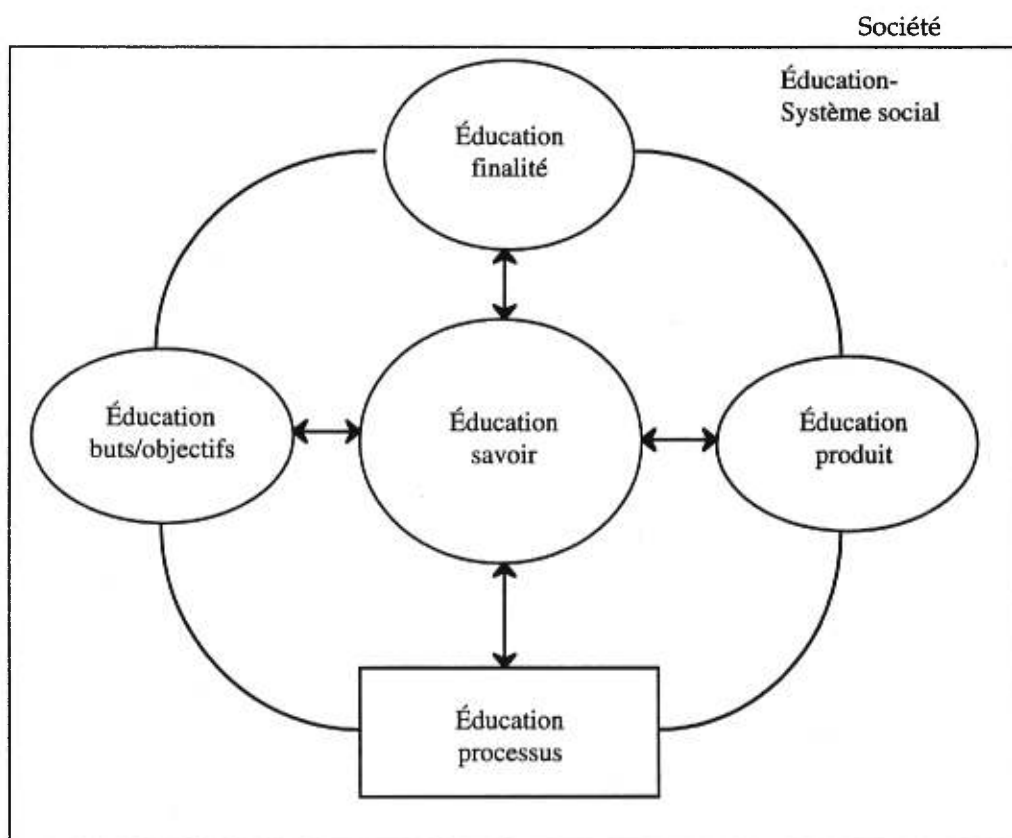 Société
Éducation-
Système social
Éducation
finalité
Éducation
buts/objectifs
Éducation
savoir
Éducation
produit
Éducation
processus